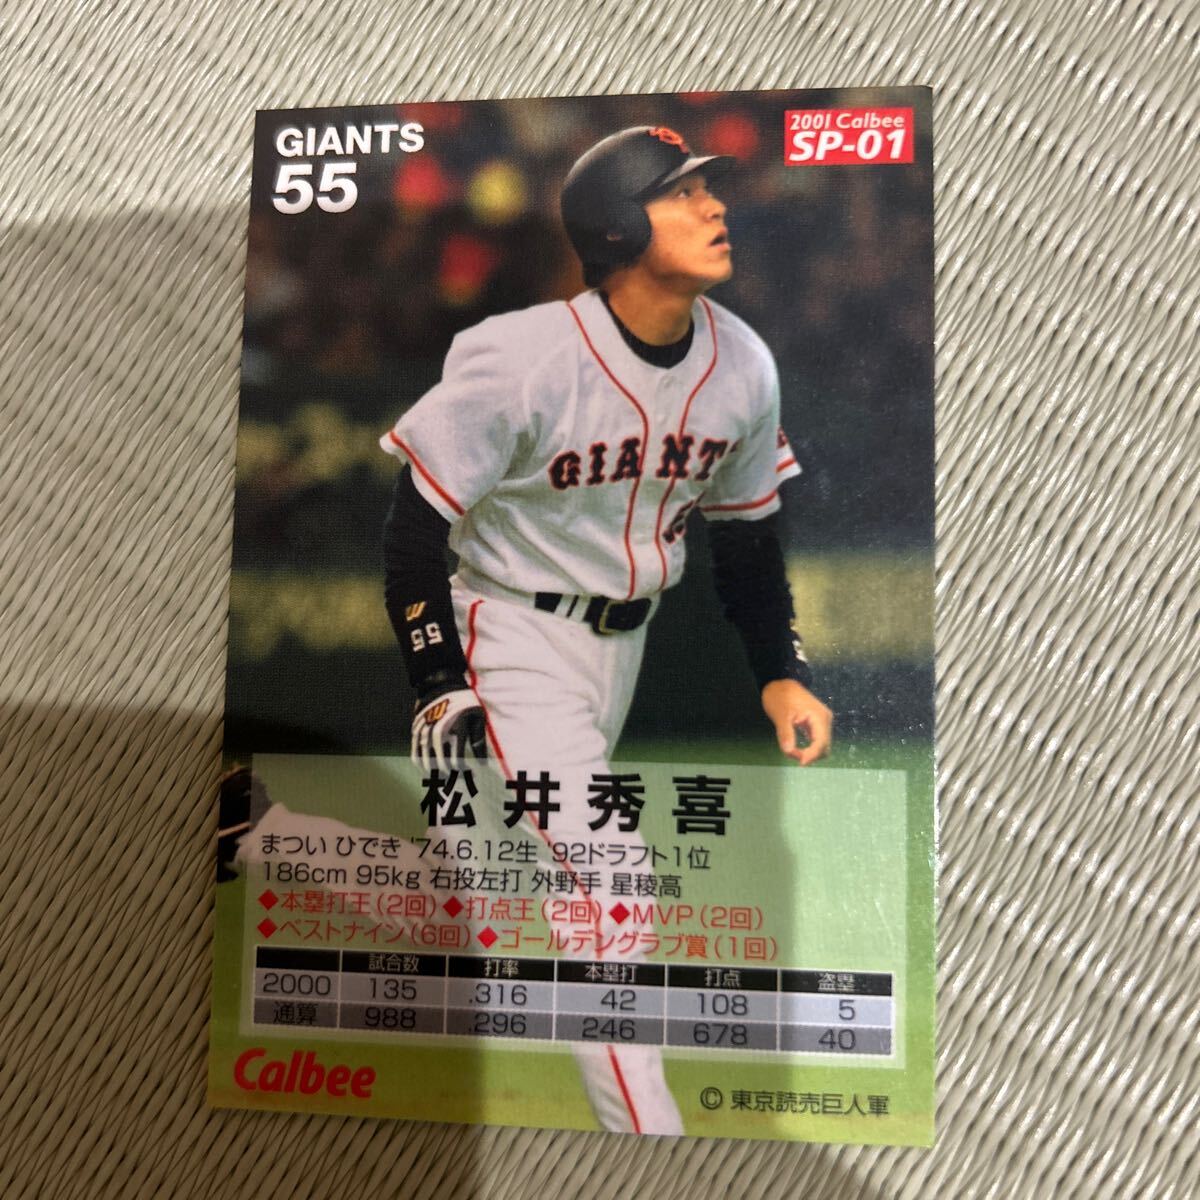 GIANTS
55
2001 Calbee
SP-01
GIANT
55
松井秀喜
まつい ひでき '74.6.12生 '92ドラフト1位
186cm 95kg 右投左打 外野手 星稜高
◆本塁打王(2回)◆打点王(2回)◆MVP(2回)
◆ベストナイン(6回)◆ゴールデングラブ賞(1回)
試合数 打率 本塁打 打点 盗塁
2000 135 .316 42 108 5
通算 988 .296 246 678 40
Calbee
© 東京読売巨人軍